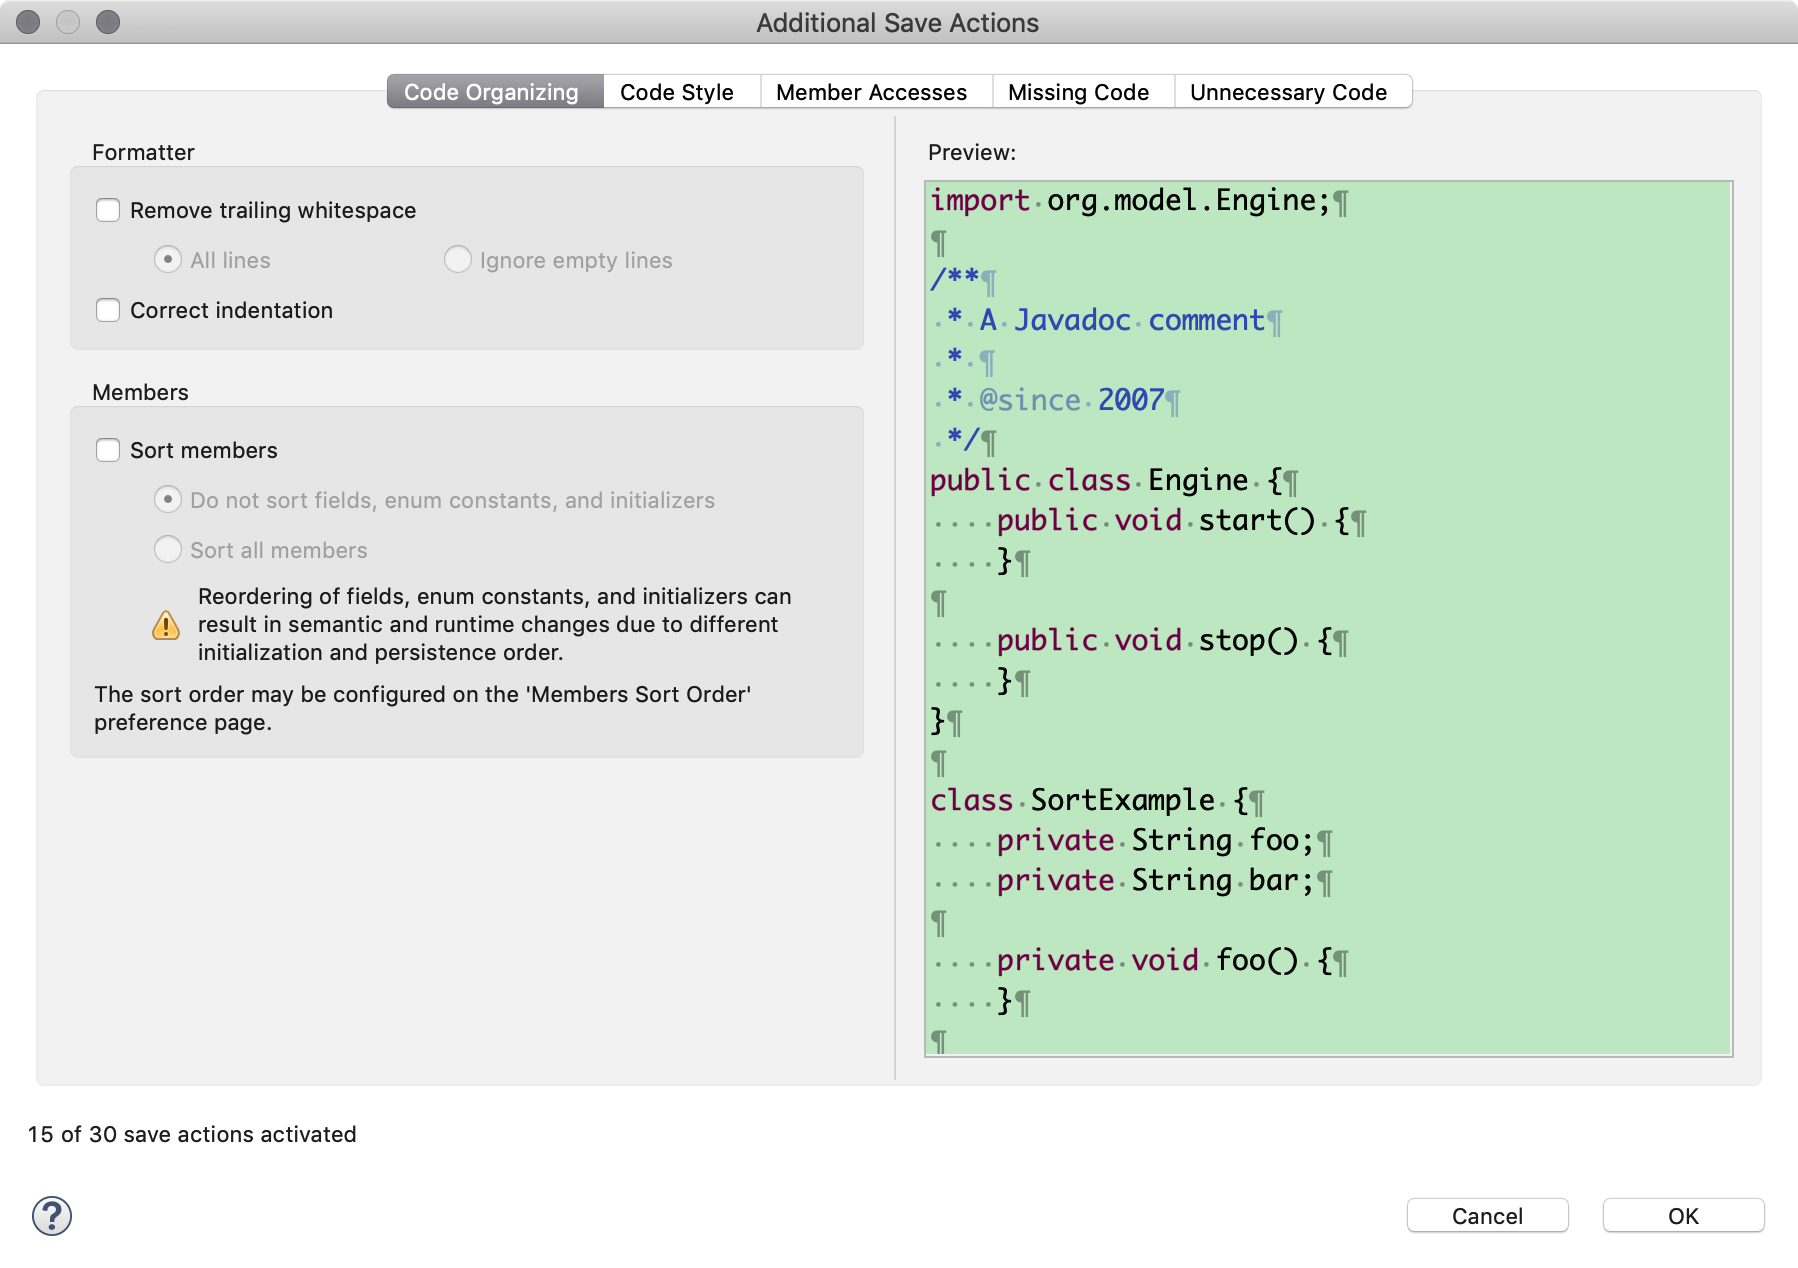 Additional Save Actions
Code Organizing
Code Style
Member Accesses
Missing Code
Unnecessary Code
Formatter
Remove trailing whitespace
All lines
Ignore empty lines
Correct indentation
Members
Sort members
Do not sort fields, enum constants, and initializers
Sort all members
Reordering of fields, enum constants, and initializers can
result in semantic and runtime changes due to different
initialization and persistence order.
The sort order may be configured on the 'Members Sort Order'
preference page.
Preview:
import·org.model.Engine;¶
¶
/**¶
·*·A·Javadoc·comment¶
·*·¶
·*·@since·2007¶
·*/¶
public·class·Engine·{¶
····public·void·start()·{¶
····}¶
¶
····public·void·stop()·{¶
····}¶
}¶
¶
class·SortExample·{¶
····private·String·foo;¶
····private·String·bar;¶
¶
····private·void·foo()·{¶
····}¶
¶
15 of 30 save actions activated
?
Cancel
OK